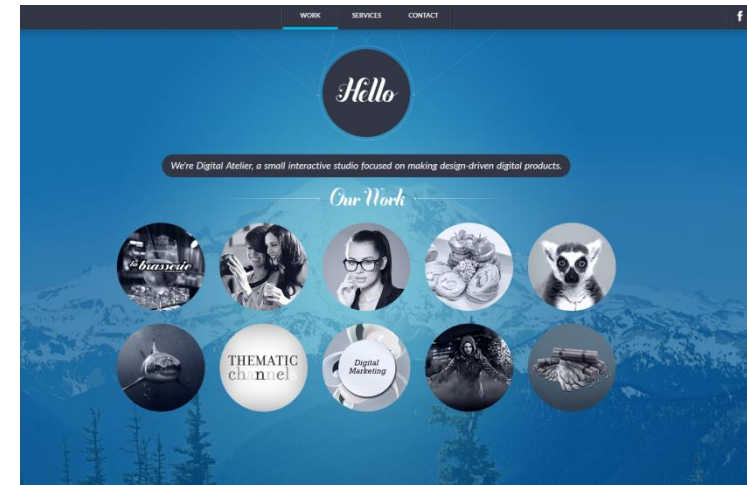 WORK SERVICES CONTACT f
Hello
We're Digital Atelier, a small interactive studio focused on making design-driven digital products.
Our Work
la brasserie
THEMATIC
channels
Digital
Marketing